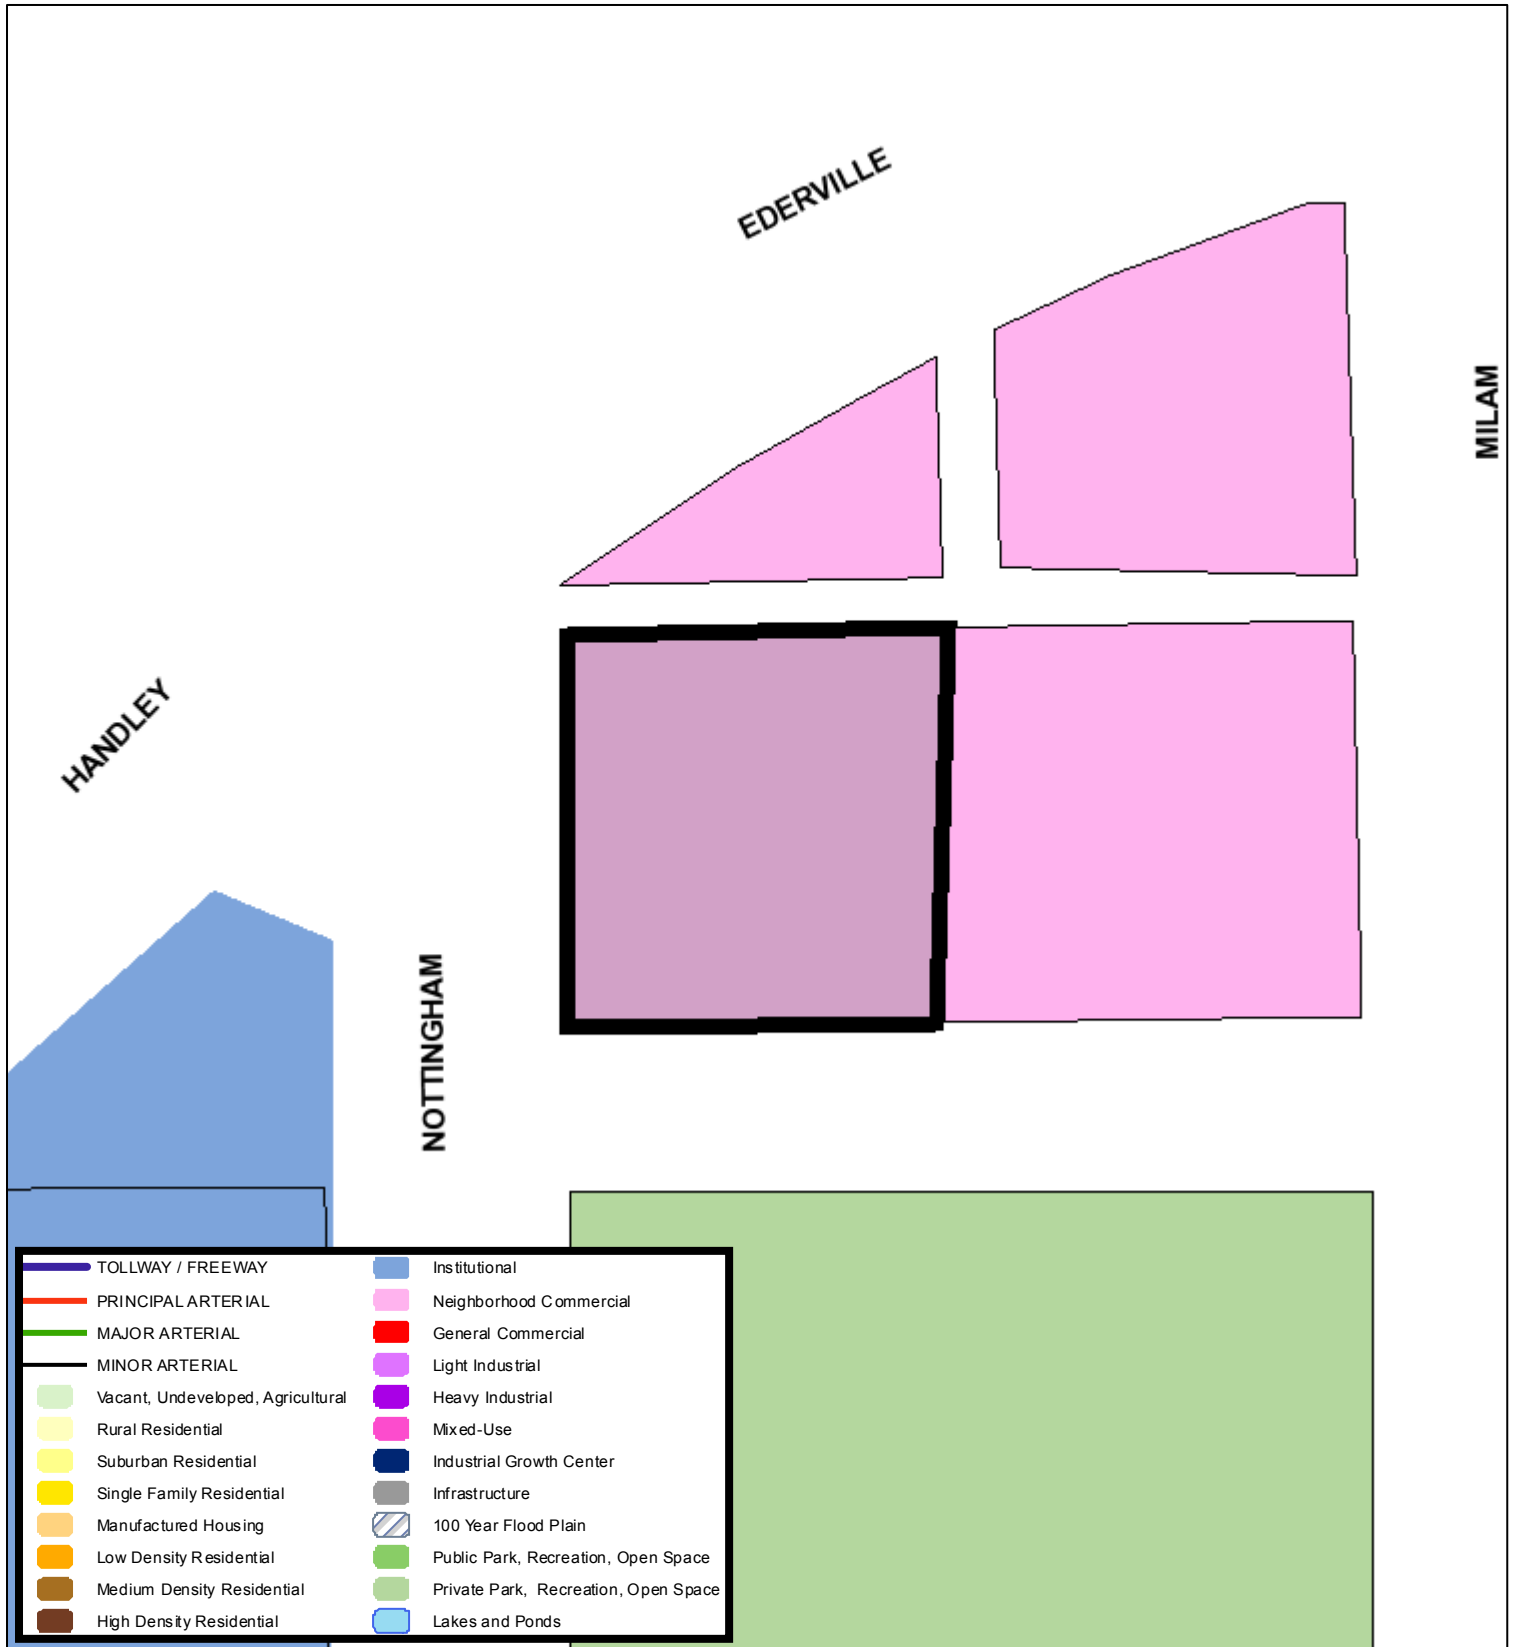 EDERVILLE
MILAM
HANDLEY
NOTTINGHAM
TOLLWAY / FREEWAY
PRINCIPAL ARTERIAL
MAJOR ARTERIAL
MINOR ARTERIAL
Vacant, Undeveloped, Agricultural
Rural Residential
Suburban Residential
Single Family Residential
Manufactured Housing
Low Density Residential
Medium Density Residential
High Density Residential
Institutional
Neighborhood Commercial
General Commercial
Light Industrial
Heavy Industrial
Mixed-Use
Industrial Growth Center
Infrastructure
100 Year Flood Plain
Public Park, Recreation, Open Space
Private Park, Recreation, Open Space
Lakes and Ponds